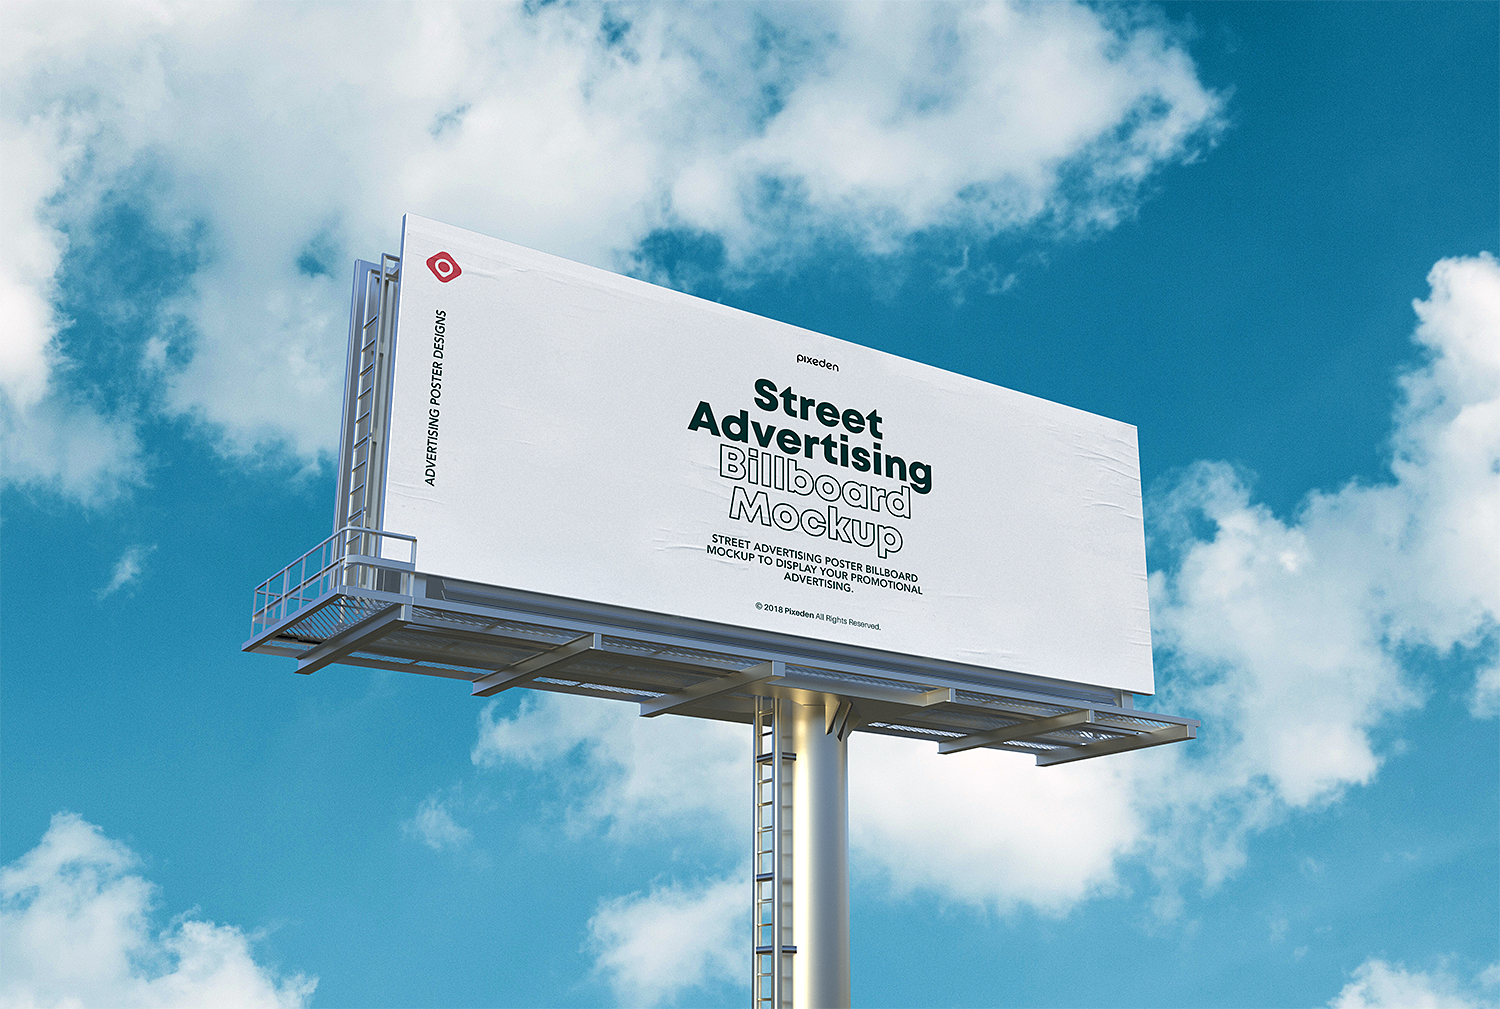 ADVERTISING POSTER DESIGNS
pixeden
Street
Advertising
Billboard
Mockup
STREET ADVERTISING POSTER BILLBOARD
MOCKUP TO DISPLAY YOUR PROMOTIONAL
ADVERTISING.
© 2018 Pixeden All Rights Reserved.